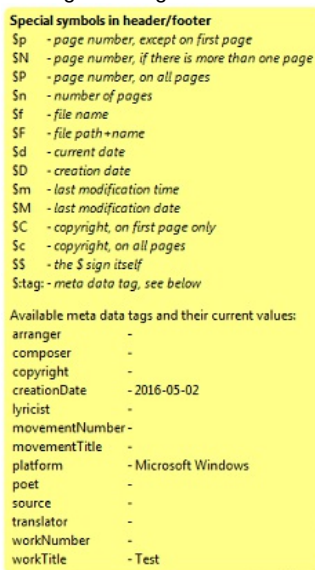 Special symbols in header/footer
$p - page number, except on first page
$N - page number, if there is more than one page
$P - page number, on all pages
$n - number of pages
$f - file name
$F - file path+name
$d - current date
$D - creation date
$m - last modification time
$M - last modification date
$C - copyright, on first page only
$c - copyright, on all pages
$$ - the $ sign itself
$:tag: - meta data tag, see below
Available meta data tags and their current values:
arranger -
composer -
copyright -
creationDate - 2016-05-02
lyricist -
movementNumber -
movementTitle -
platform - Microsoft Windows
poet -
source -
translator -
workNumber -
workTitle - Test